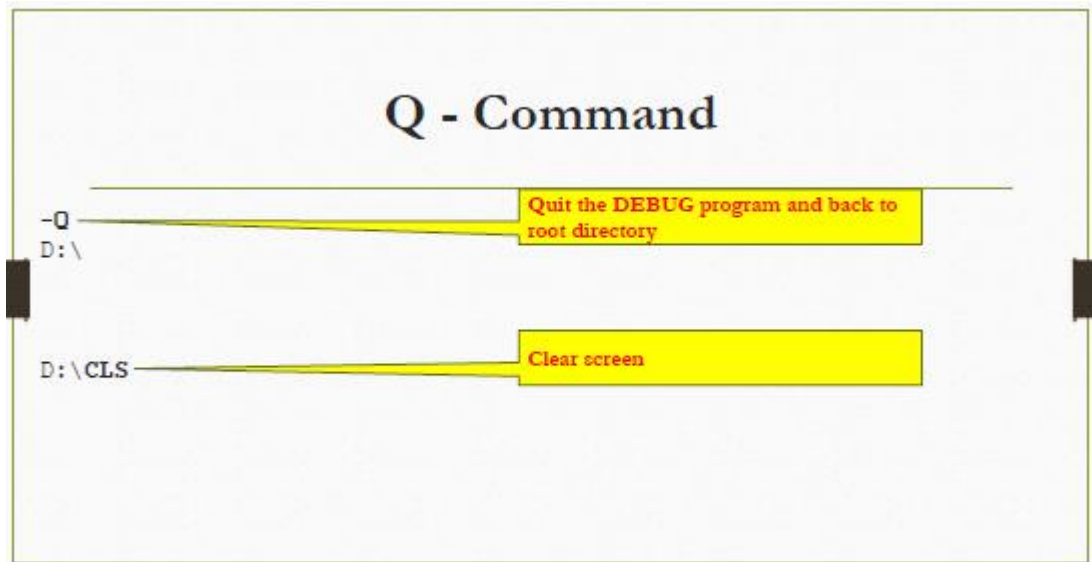 Q - Command
-Q
Quit the DEBUG program and back to
root directory
D:\
D:\CLS
Clear screen